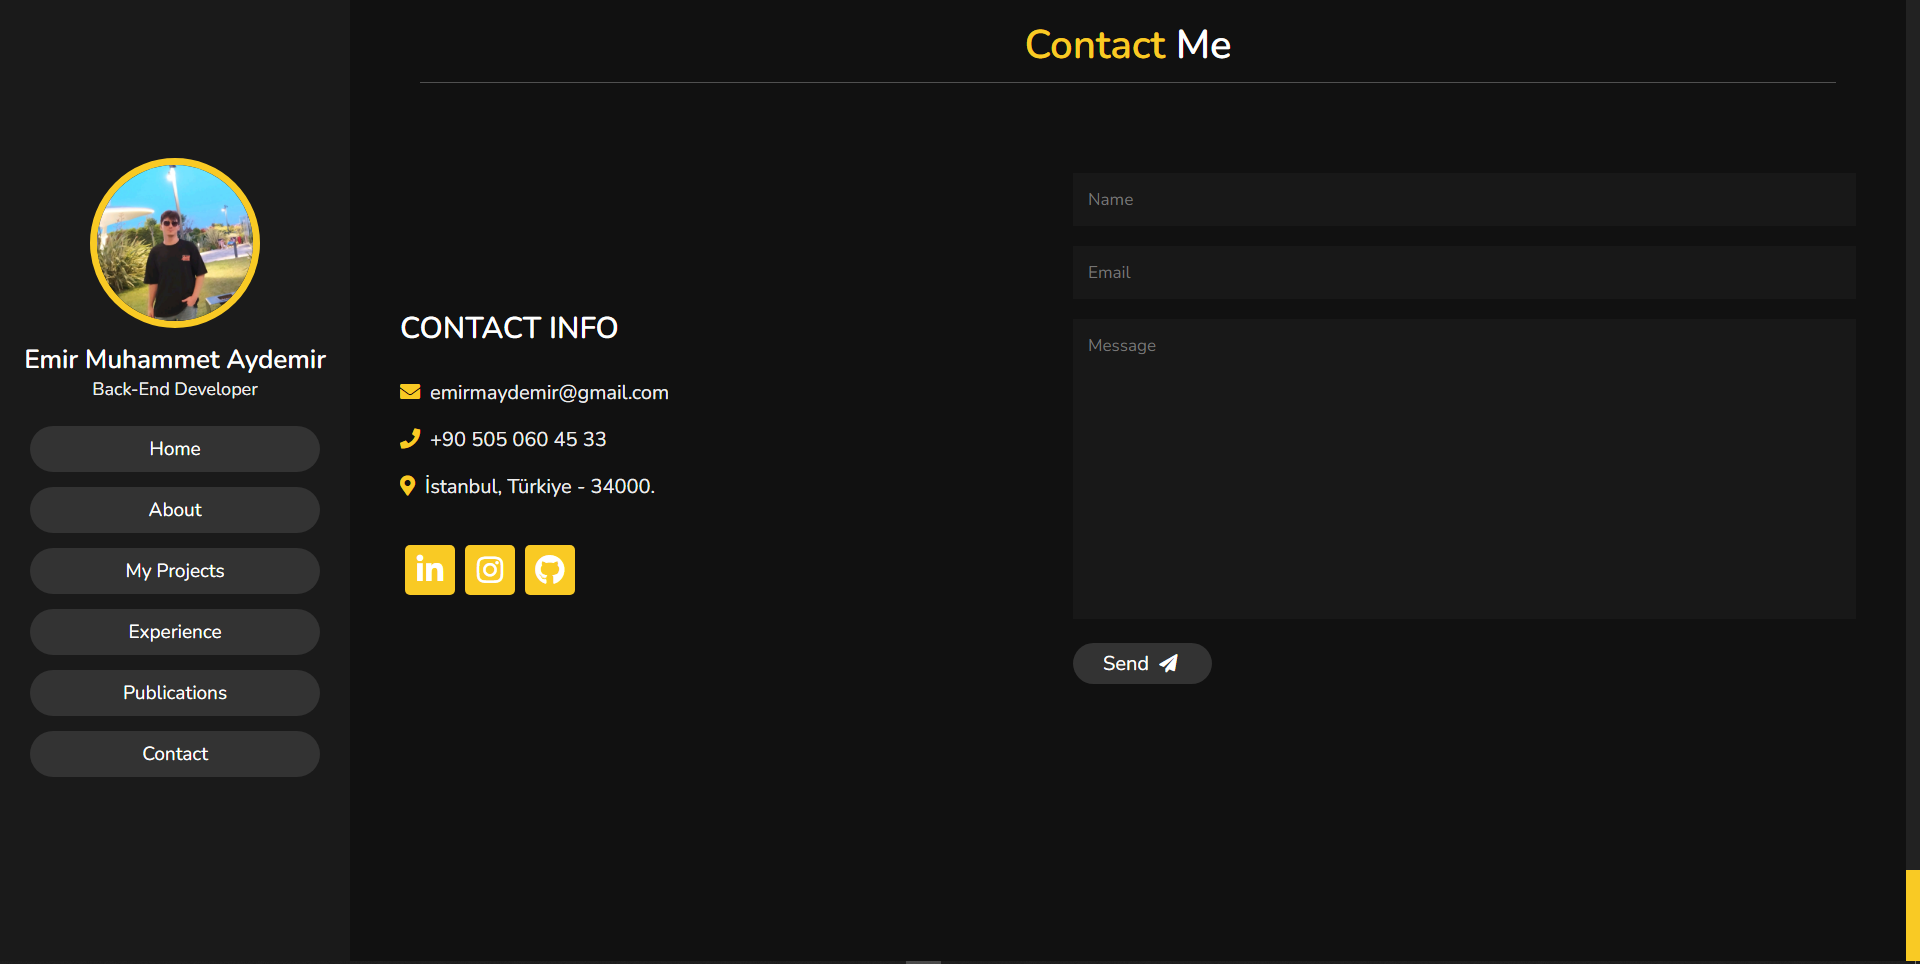 Emir Muhammet Aydemir
Back-End Developer
Home
About
My Projects
Experience
Publications
Contact
Contact Me
CONTACT INFO
emirmaydemir@gmail.com
+90 505 060 45 33
İstanbul, Türkiye - 34000.
in
Name
Email
Message
Send